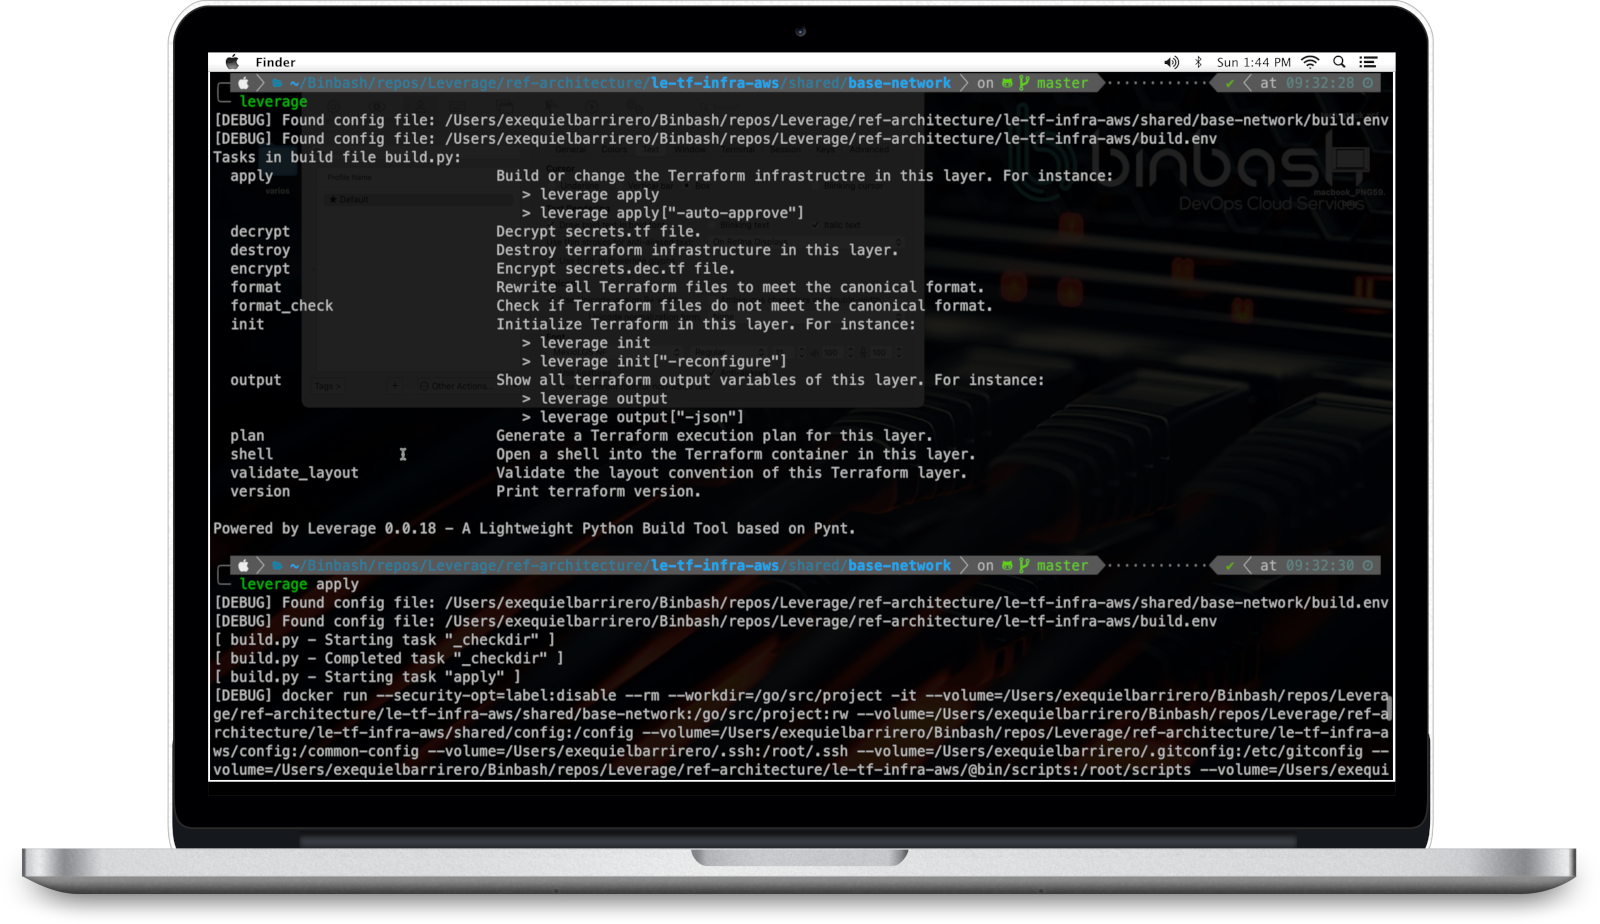 Finder Sun 1:44 PM
~/Binbash/repos/Leverage/ref-architecture/le-tf-infra-aws/shared/base-network on master ✔ at 09:32:28
leverage
[DEBUG] Found config file: /Users/exequielbarrirero/Binbash/repos/Leverage/ref-architecture/le-tf-infra-aws/shared/base-network/build.env
[DEBUG] Found config file: /Users/exequielbarrirero/Binbash/repos/Leverage/ref-architecture/le-tf-infra-aws/build.env
Tasks in build file build.py:
apply Build or change the Terraform infrastructre in this layer. For instance:
> leverage apply
> leverage apply["-auto-approve"]
decrypt Decrypt secrets.tf file.
destroy Destroy terraform infrastructure in this layer.
encrypt Encrypt secrets.dec.tf file.
format Rewrite all Terraform files to meet the canonical format.
format_check Check if Terraform files do not meet the canonical format.
init Initialize Terraform in this layer. For instance:
> leverage init
> leverage init["-reconfigure"]
output Show all terraform output variables of this layer. For instance:
> leverage output
> leverage output["-json"]
plan Generate a Terraform execution plan for this layer.
shell Open a shell into the Terraform container in this layer.
validate_layout Validate the layout convention of this Terraform layer.
version Print terraform version.
Powered by Leverage 0.0.18 - A Lightweight Python Build Tool based on Pynt.
~/Binbash/repos/Leverage/ref-architecture/le-tf-infra-aws/shared/base-network on master ✔ at 09:32:30
leverage apply
[DEBUG] Found config file: /Users/exequielbarrirero/Binbash/repos/Leverage/ref-architecture/le-tf-infra-aws/shared/base-network/build.env
[DEBUG] Found config file: /Users/exequielbarrirero/Binbash/repos/Leverage/ref-architecture/le-tf-infra-aws/build.env
[ build.py - Starting task "_checkdir" ]
[ build.py - Completed task "_checkdir" ]
[ build.py - Starting task "apply" ]
[DEBUG] docker run --security-opt=label:disable --rm --workdir=/go/src/project -it --volume=/Users/exequielbarrirero/Binbash/repos/Levera
ge/ref-architecture/le-tf-infra-aws/shared/base-network:/go/src/project:rw --volume=/Users/exequielbarrirero/Binbash/repos/Leverage/ref-a
rchitecture/le-tf-infra-aws/shared/config:/config --volume=/Users/exequielbarrirero/Binbash/repos/Leverage/ref-architecture/le-tf-infra-a
ws/config:/common-config --volume=/Users/exequielbarrirero/.ssh:/root/.ssh --volume=/Users/exequielbarrirero/.gitconfig:/etc/gitconfig --
volume=/Users/exequielbarrirero/Binbash/repos/Leverage/ref-architecture/le-tf-infra-aws/@bin/scripts:/root/scripts --volume=/Users/exequi
binbash
macbook_PNG89.
DevOps Cloud Services
varios
Profile Name
★ Default
Tags >
Other Actions...